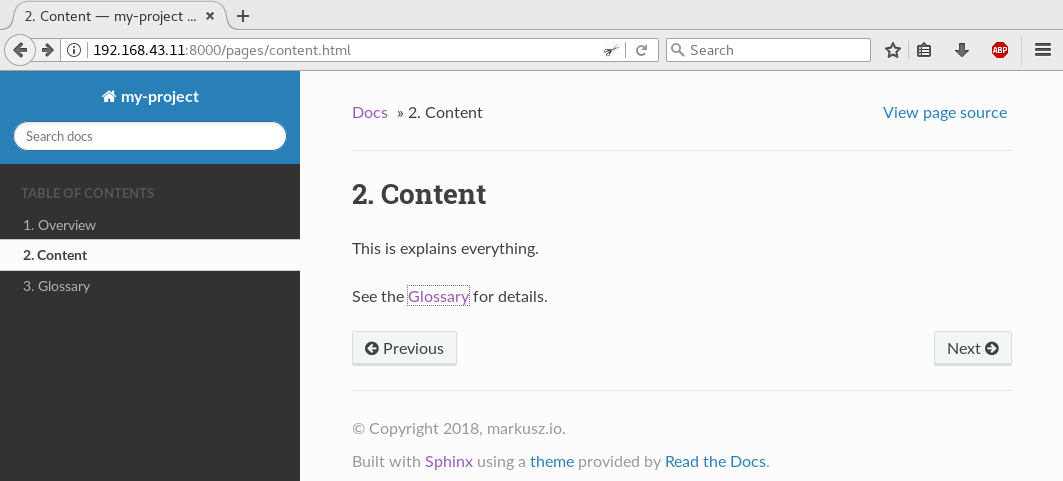 2. Content — my-project ...
192.168.43.11:8000/pages/content.html
Search
ABP
my-project
Search docs
TABLE OF CONTENTS
1. Overview
2. Content
3. Glossary
Docs » 2. Content
View page source
2. Content
This is explains everything.
See the Glossary for details.
Previous
Next
© Copyright 2018, markusz.io.
Built with Sphinx using a theme provided by Read the Docs.